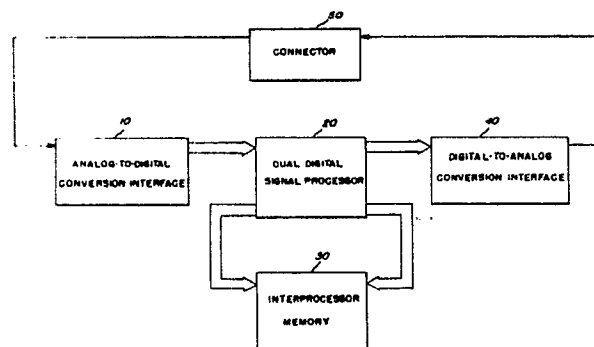 50
CONNECTOR
10
ANALOG-TO-DIGITAL
CONVERSION INTERFACE
20
DUAL DIGITAL
SIGNAL PROCESSOR
40
DIGITAL-TO-ANALOG
CONVERSION INTERFACE
30
INTERPROCESSOR
MEMORY